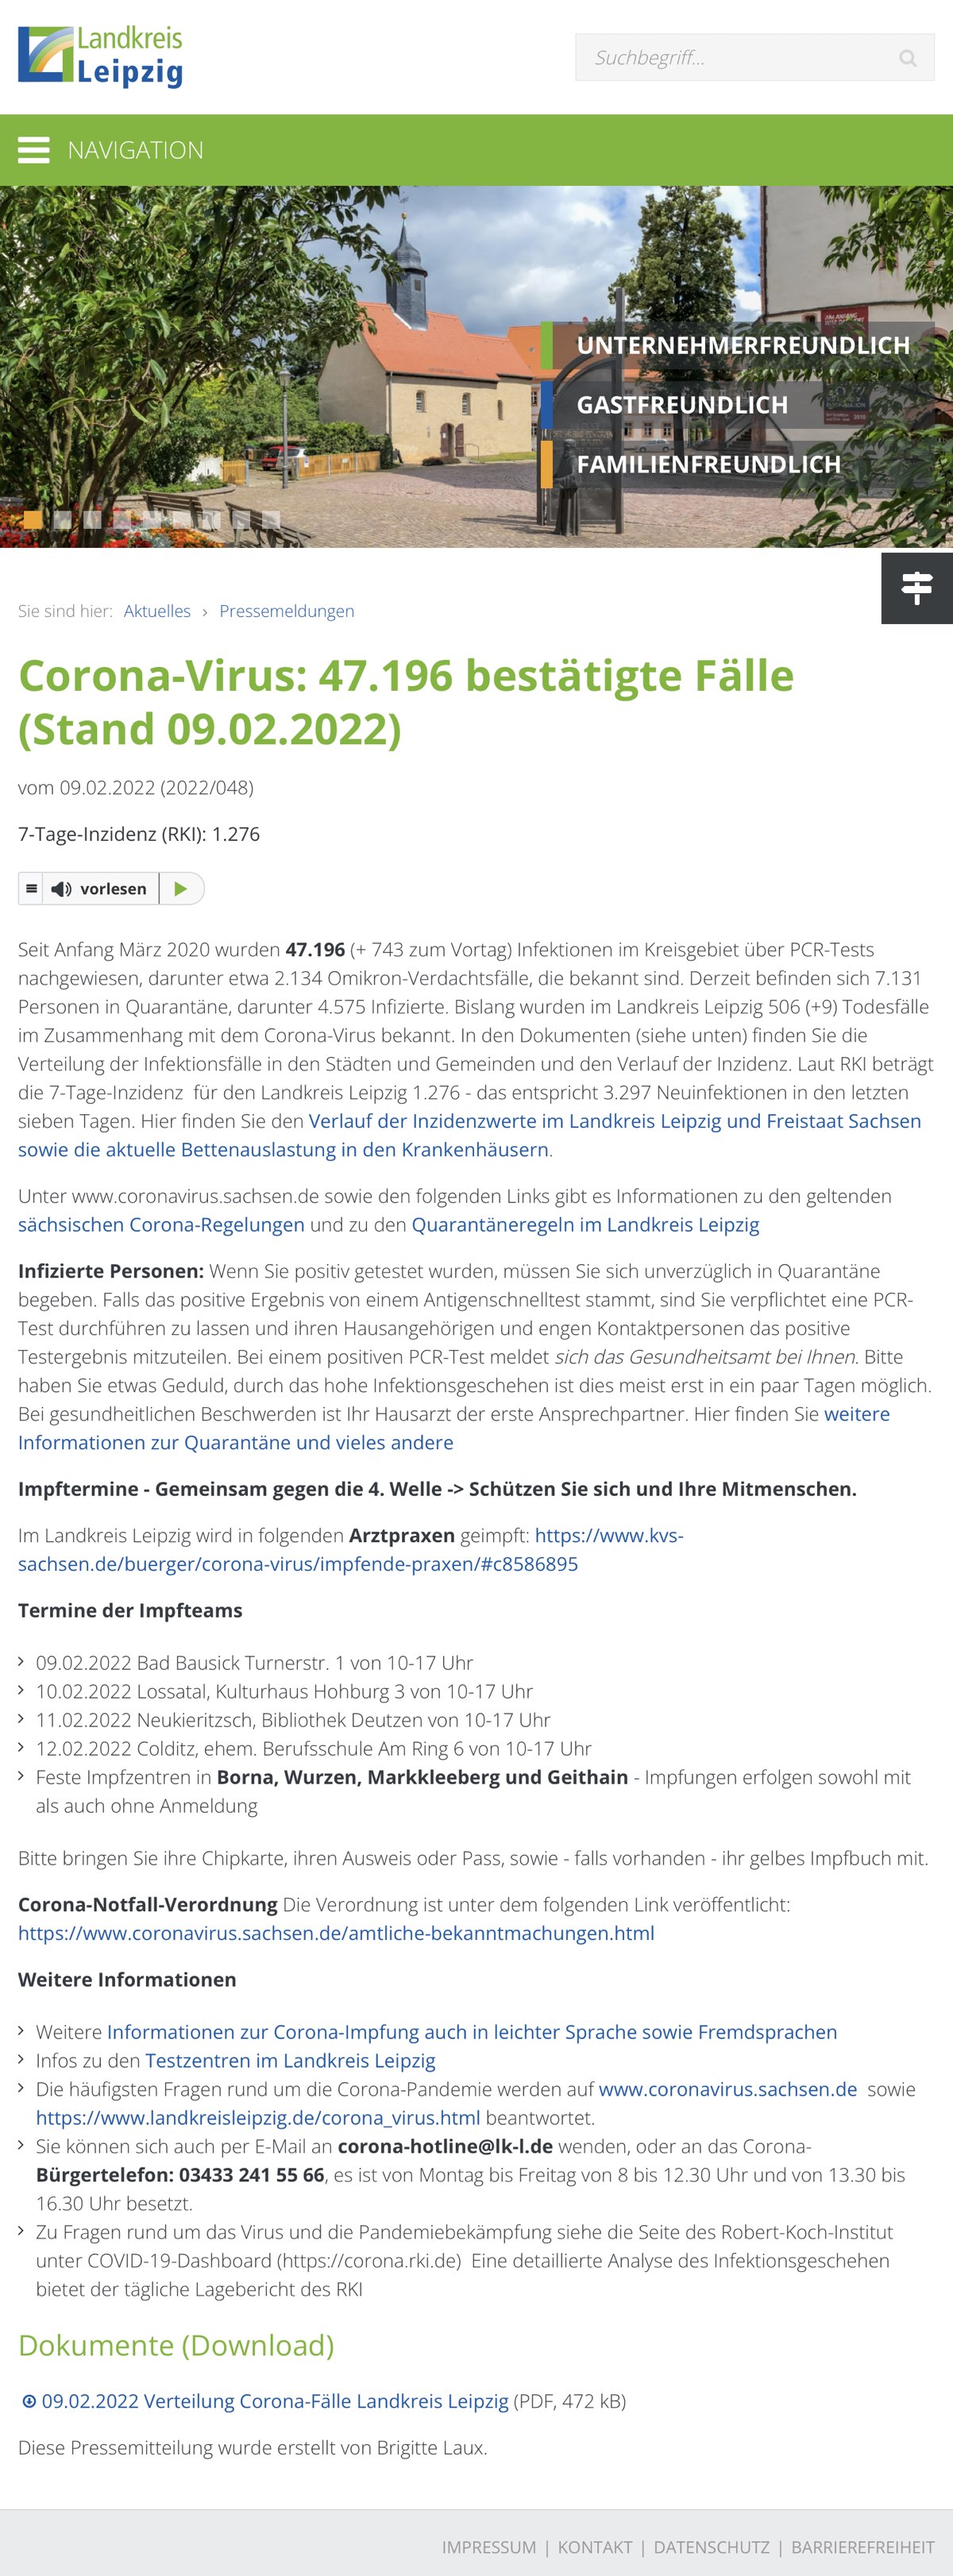 Landkreis
Leipzig
Suchbegriff...
NAVIGATION
UNTERNEHMERFREUNDLICH
GASTFREUNDLICH
FAMILIENFREUNDLICH
Sie sind hier: Aktuelles › Pressemeldungen
Corona-Virus: 47.196 bestätigte Fälle
(Stand 09.02.2022)
vom 09.02.2022 (2022/048)
7-Tage-Inzidenz (RKI): 1.276
vorlesen
Seit Anfang März 2020 wurden 47.196 (+ 743 zum Vortag) Infektionen im Kreisgebiet über PCR-Tests
nachgewiesen, darunter etwa 2.134 Omikron-Verdachtsfälle, die bekannt sind. Derzeit befinden sich 7.131
Personen in Quarantäne, darunter 4.575 Infizierte. Bislang wurden im Landkreis Leipzig 506 (+9) Todesfälle
im Zusammenhang mit dem Corona-Virus bekannt. In den Dokumenten (siehe unten) finden Sie die
Verteilung der Infektionsfälle in den Städten und Gemeinden und den Verlauf der Inzidenz. Laut RKI beträgt
die 7-Tage-Inzidenz für den Landkreis Leipzig 1.276 - das entspricht 3.297 Neuinfektionen in den letzten
sieben Tagen. Hier finden Sie den Verlauf der Inzidenzwerte im Landkreis Leipzig und Freistaat Sachsen
sowie die aktuelle Bettenauslastung in den Krankenhäusern.
Unter www.coronavirus.sachsen.de sowie den folgenden Links gibt es Informationen zu den geltenden
sächsischen Corona-Regelungen und zu den Quarantäneregeln im Landkreis Leipzig
Infizierte Personen: Wenn Sie positiv getestet wurden, müssen Sie sich unverzüglich in Quarantäne
begeben. Falls das positive Ergebnis von einem Antigenschnelltest stammt, sind Sie verpflichtet eine PCR-
Test durchführen zu lassen und ihren Hausangehörigen und engen Kontaktpersonen das positive
Testergebnis mitzuteilen. Bei einem positiven PCR-Test meldet sich das Gesundheitsamt bei Ihnen. Bitte
haben Sie etwas Geduld, durch das hohe Infektionsgeschehen ist dies meist erst in ein paar Tagen möglich.
Bei gesundheitlichen Beschwerden ist Ihr Hausarzt der erste Ansprechpartner. Hier finden Sie weitere
Informationen zur Quarantäne und vieles andere
Impftermine - Gemeinsam gegen die 4. Welle -> Schützen Sie sich und Ihre Mitmenschen.
Im Landkreis Leipzig wird in folgenden Arztpraxen geimpft: https://www.kvs-
sachsen.de/buerger/corona-virus/impfende-praxen/#c8586895
Termine der Impfteams
› 09.02.2022 Bad Bausick Turnerstr. 1 von 10-17 Uhr
› 10.02.2022 Lossatal, Kulturhaus Hohburg 3 von 10-17 Uhr
› 11.02.2022 Neukieritzsch, Bibliothek Deutzen von 10-17 Uhr
› 12.02.2022 Colditz, ehem. Berufsschule Am Ring 6 von 10-17 Uhr
› Feste Impfzentren in Borna, Wurzen, Markkleeberg und Geithain - Impfungen erfolgen sowohl mit
als auch ohne Anmeldung
Bitte bringen Sie ihre Chipkarte, ihren Ausweis oder Pass, sowie - falls vorhanden - ihr gelbes Impfbuch mit.
Corona-Notfall-Verordnung Die Verordnung ist unter dem folgenden Link veröffentlicht:
https://www.coronavirus.sachsen.de/amtliche-bekanntmachungen.html
Weitere Informationen
› Weitere Informationen zur Corona-Impfung auch in leichter Sprache sowie Fremdsprachen
› Infos zu den Testzentren im Landkreis Leipzig
› Die häufigsten Fragen rund um die Corona-Pandemie werden auf www.coronavirus.sachsen.de sowie
https://www.landkreisleipzig.de/corona_virus.html beantwortet.
› Sie können sich auch per E-Mail an corona-hotline@lk-l.de wenden, oder an das Corona-
Bürgertelefon: 03433 241 55 66, es ist von Montag bis Freitag von 8 bis 12.30 Uhr und von 13.30 bis
16.30 Uhr besetzt.
› Zu Fragen rund um das Virus und die Pandemiebekämpfung siehe die Seite des Robert-Koch-Institut
unter COVID-19-Dashboard (https://corona.rki.de) Eine detaillierte Analyse des Infektionsgeschehen
bietet der tägliche Lagebericht des RKI
Dokumente (Download)
09.02.2022 Verteilung Corona-Fälle Landkreis Leipzig (PDF, 472 kB)
Diese Pressemitteilung wurde erstellt von Brigitte Laux.
IMPRESSUM | KONTAKT | DATENSCHUTZ | BARRIEREFREIHEIT